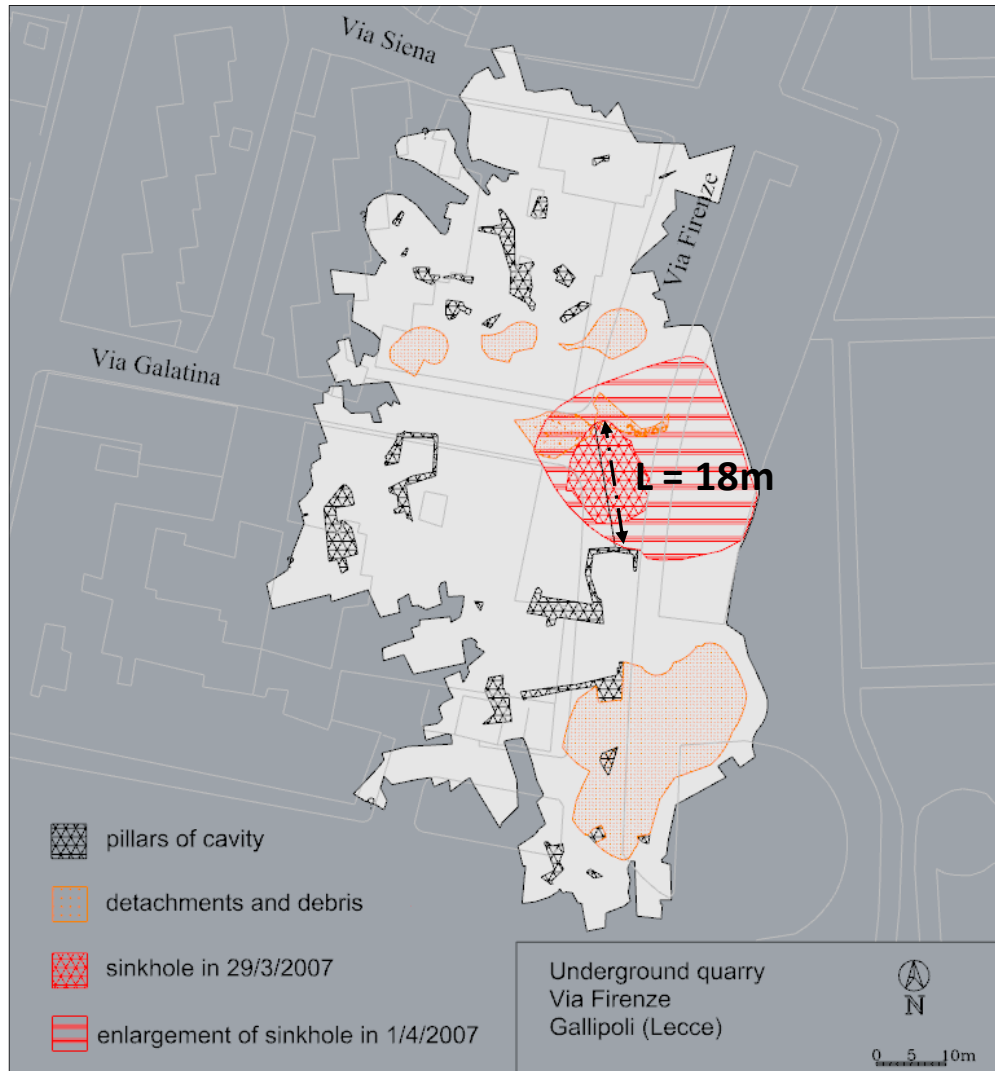 Via Siena
Via Firenze
Via Galatina
L = 18m
?
?
?
?
pillars of cavity
detachments and debris
sinkhole in 29/3/2007
enlargement of sinkhole in 1/4/2007
Underground quarry
Via Firenze
Gallipoli (Lecce)
N
0 5 10m